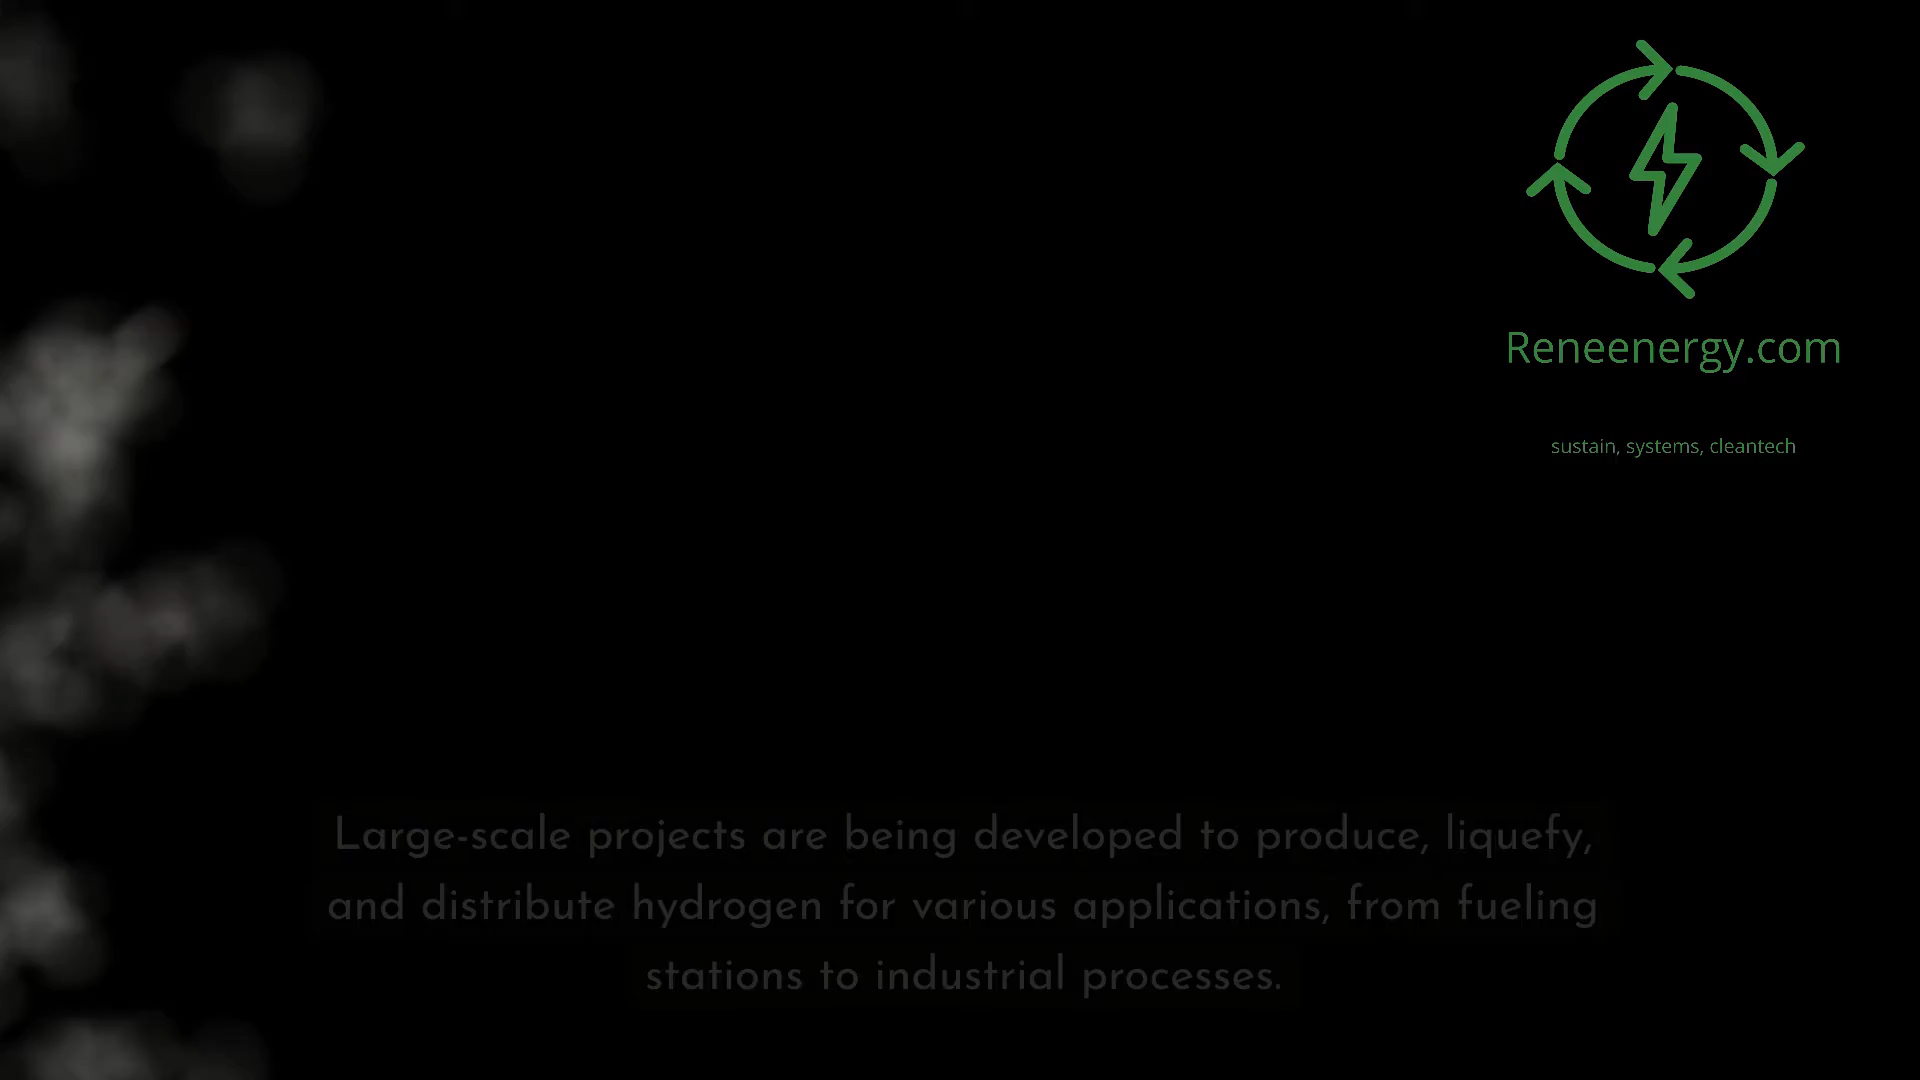 Reneenergy.com
sustain, systems, cleantech
Large-scale projects are being developed to produce, liquefy,
and distribute hydrogen for various applications, from fueling
stations to industrial processes.